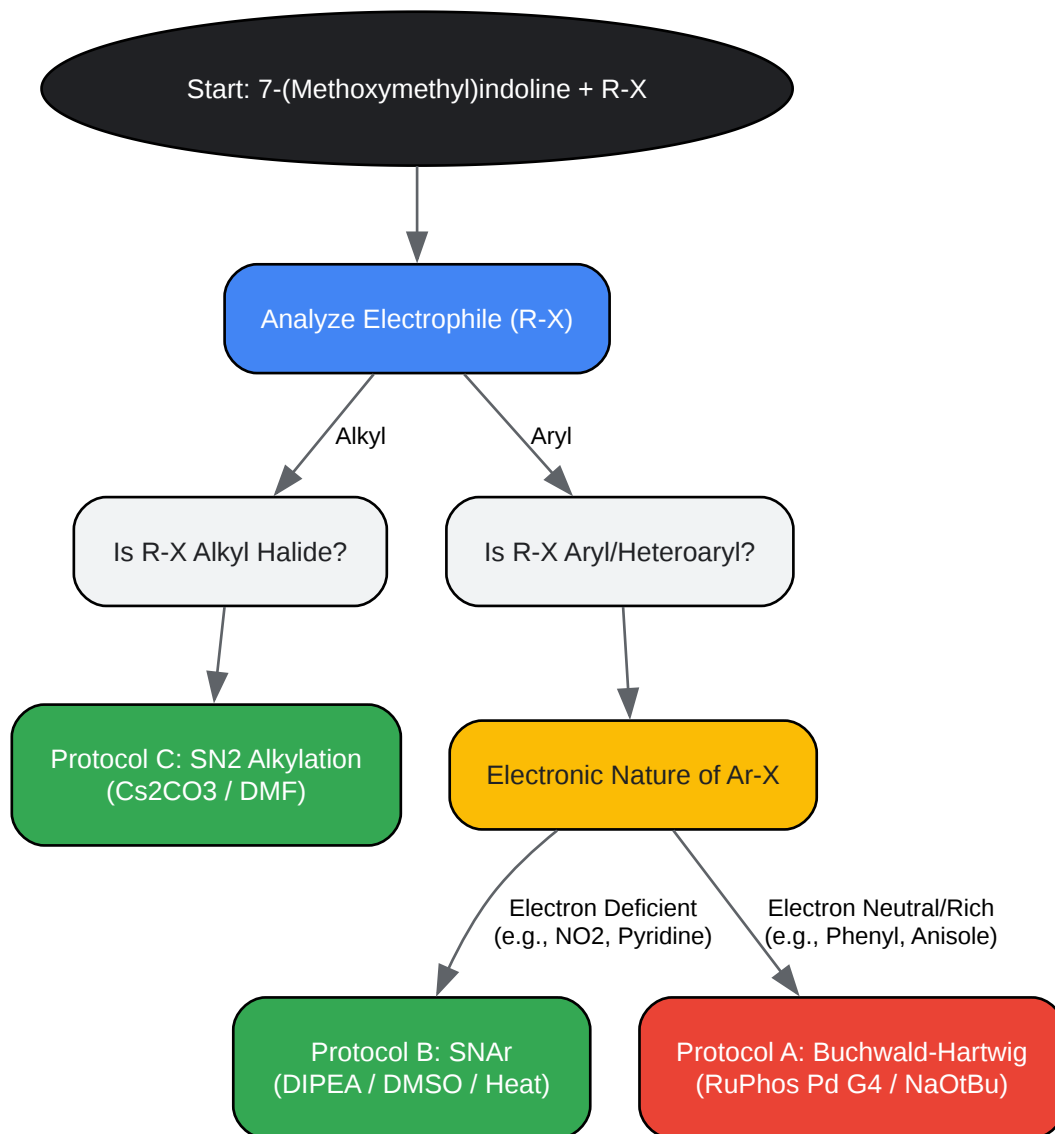 Start: 7-(Methoxymethyl)indoline + R-X
Analyze Electrophile (R-X)
Alkyl
Aryl
Is R-X Alkyl Halide?
Is R-X Aryl/Heteroaryl?
Protocol C: SN2 Alkylation
(Cs2CO3 / DMF)
Electronic Nature of Ar-X
Electron Deficient
(e.g., NO2, Pyridine)
Electron Neutral/Rich
(e.g., Phenyl, Anisole)
Protocol B: SNAr
(DIPEA / DMSO / Heat)
Protocol A: Buchwald-Hartwig
(RuPhos Pd G4 / NaOtBu)